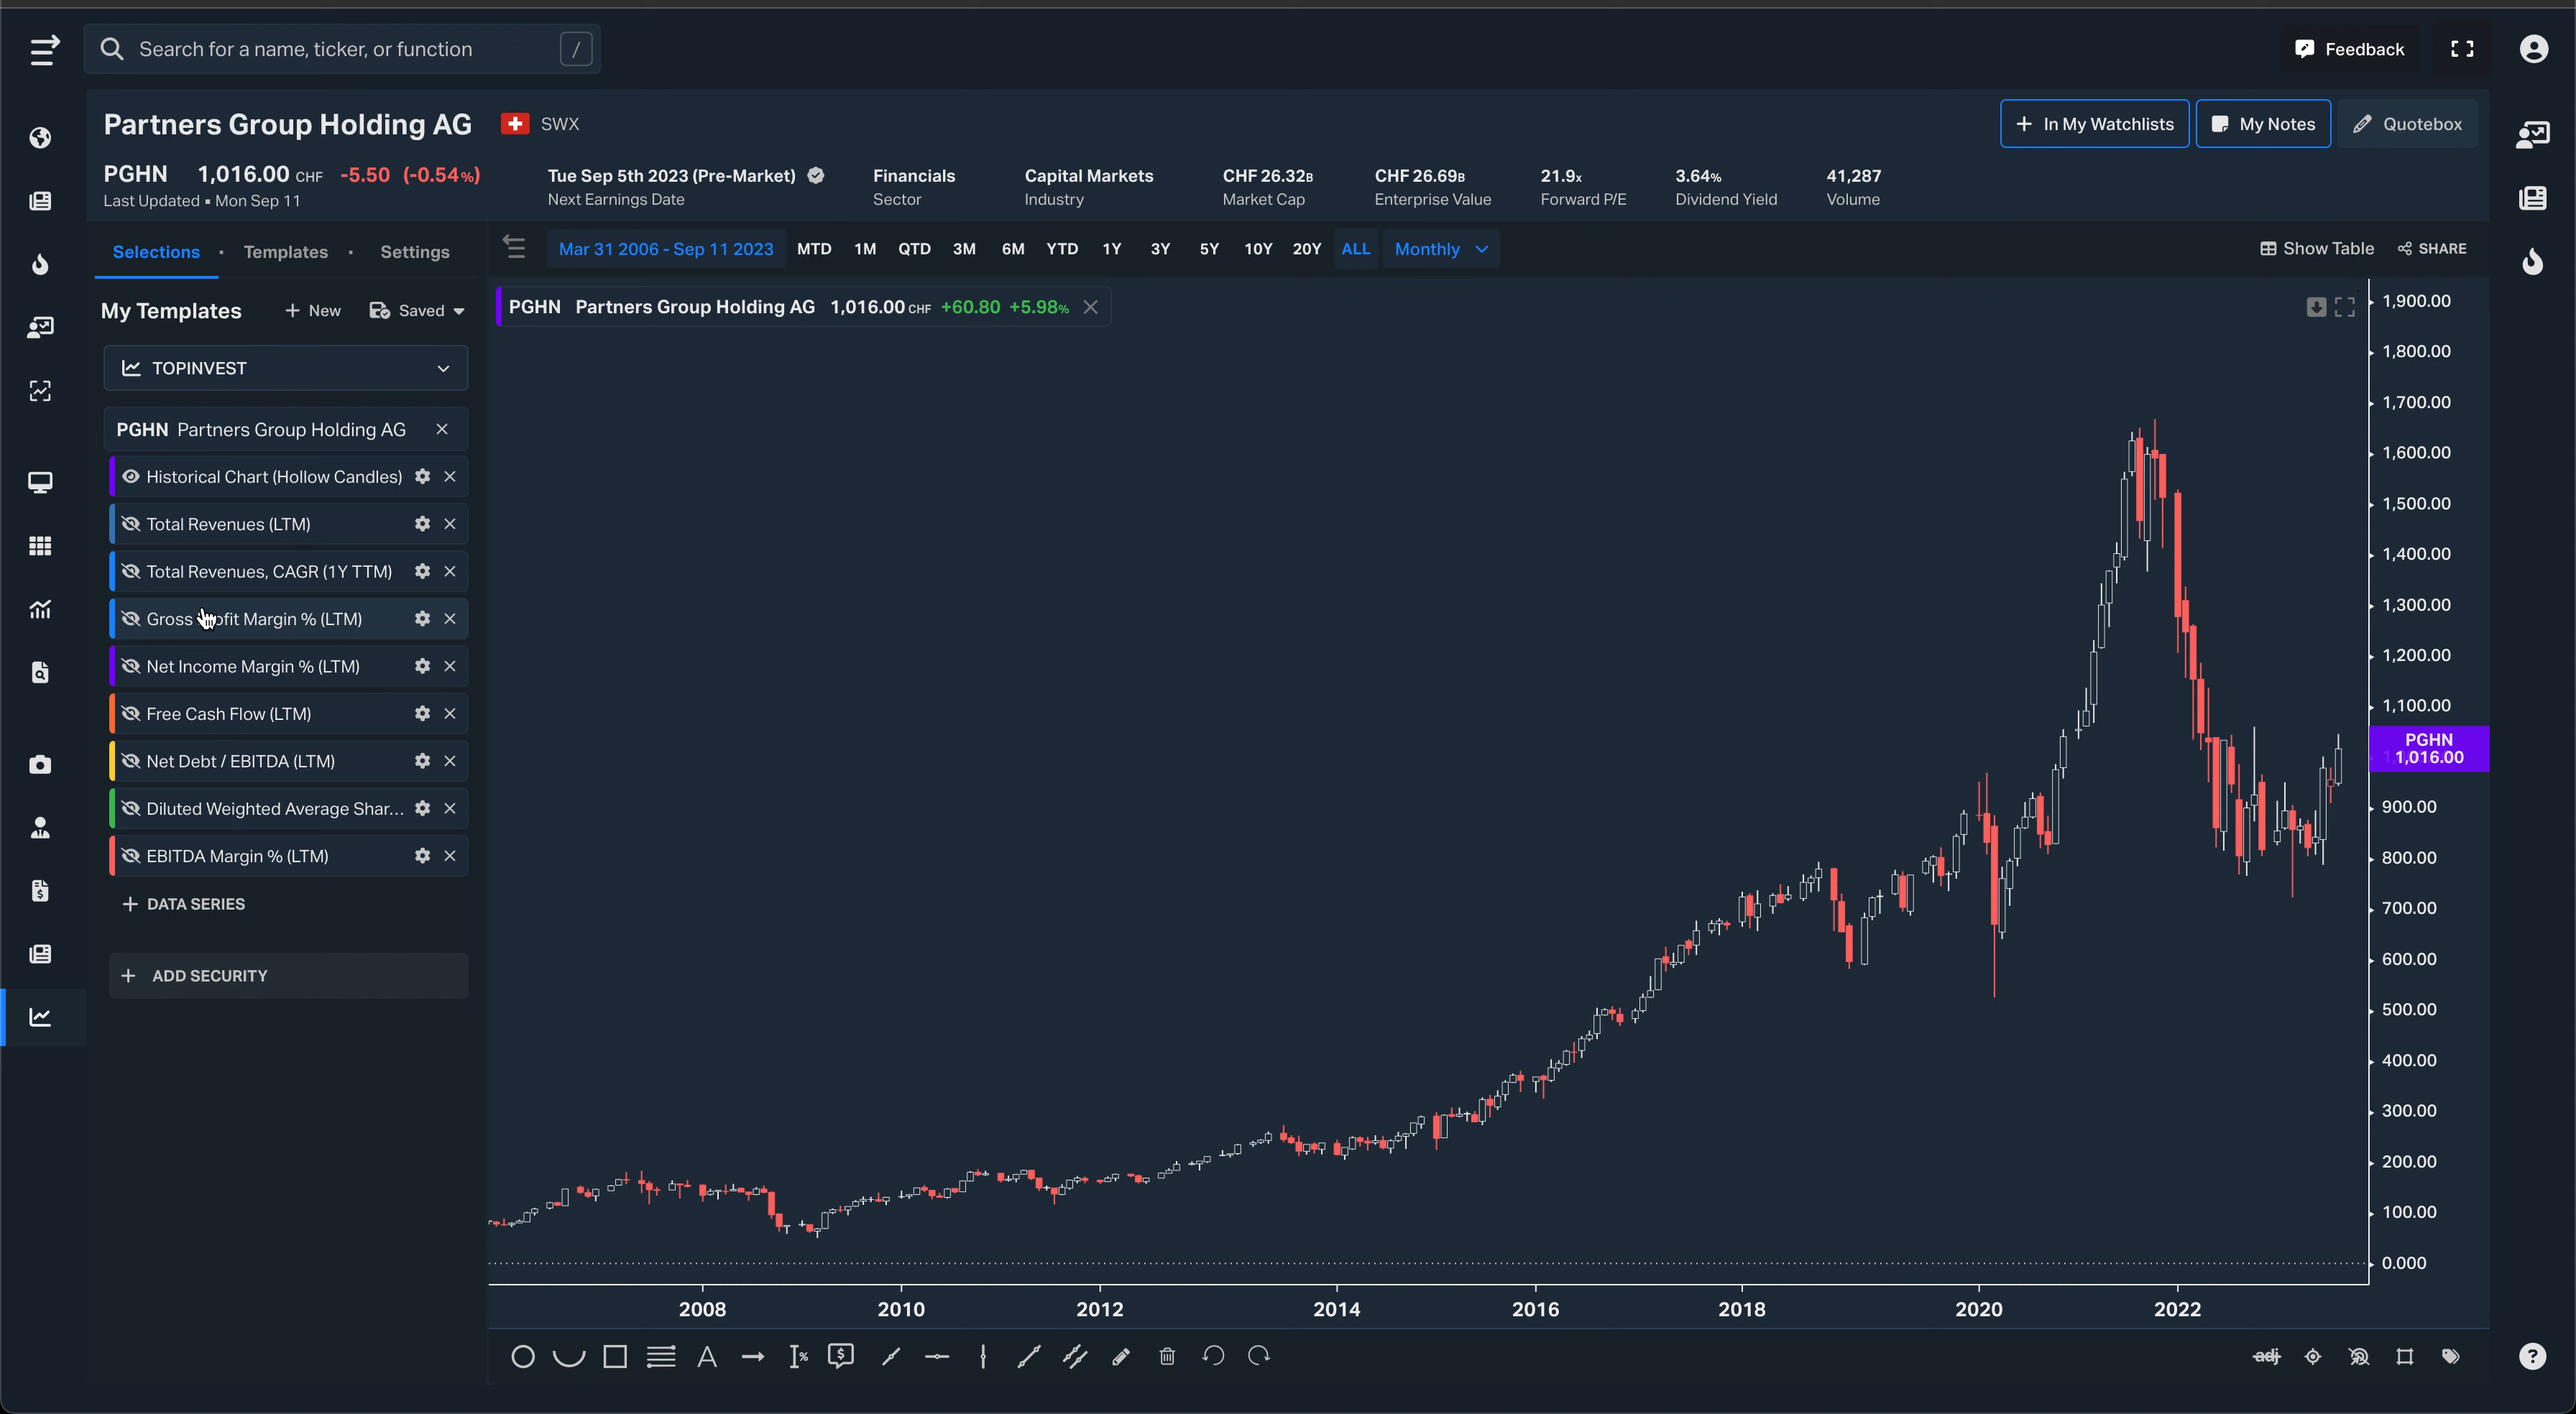 Search for a name, ticker, or function /
Feedback
Partners Group Holding AG SWX
In My Watchlists
My Notes
Quotebox
PGHN 1,016.00 CHF -5.50 (-0.54%)
Last Updated ▪ Mon Sep 11
Tue Sep 5th 2023 (Pre-Market)
Next Earnings Date
Financials
Sector
Capital Markets
Industry
CHF 26.32B
Market Cap
CHF 26.69B
Enterprise Value
21.9x
Forward P/E
3.64%
Dividend Yield
41,287
Volume
Selections · Templates · Settings
Mar 31 2006 - Sep 11 2023 MTD 1M QTD 3M 6M YTD 1Y 3Y 5Y 10Y 20Y ALL Monthly
Show Table SHARE
My Templates + New Saved
TOPINVEST
PGHN Partners Group Holding AG
Historical Chart (Hollow Candles)
Total Revenues (LTM)
Total Revenues, CAGR (1Y TTM)
Gross ofit Margin % (LTM)
Net Income Margin % (LTM)
Free Cash Flow (LTM)
Net Debt / EBITDA (LTM)
Diluted Weighted Average Shar...
EBITDA Margin % (LTM)
+ DATA SERIES
+ ADD SECURITY
PGHN Partners Group Holding AG 1,016.00 CHF +60.80 +5.98%
1,900.00
1,800.00
1,700.00
1,600.00
1,500.00
1,400.00
1,300.00
1,200.00
1,100.00
PGHN
1,016.00
900.00
800.00
700.00
600.00
500.00
400.00
300.00
200.00
100.00
0.000
2008 2010 2012 2014 2016 2018 2020 2022
A
adj
?